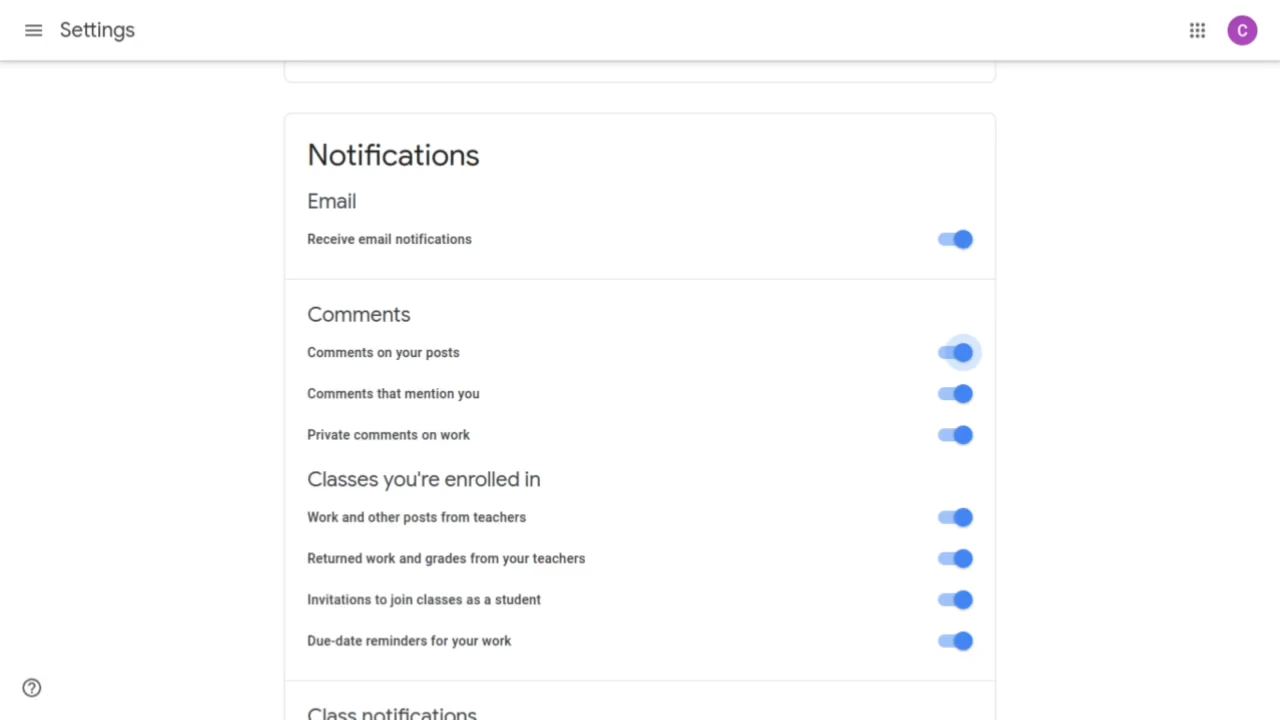 Settings
C
Notifications
Email
Receive email notifications
Comments
Comments on your posts
Comments that mention you
Private comments on work
Classes you're enrolled in
Work and other posts from teachers
Returned work and grades from your teachers
Invitations to join classes as a student
Due-date reminders for your work
Class notifications